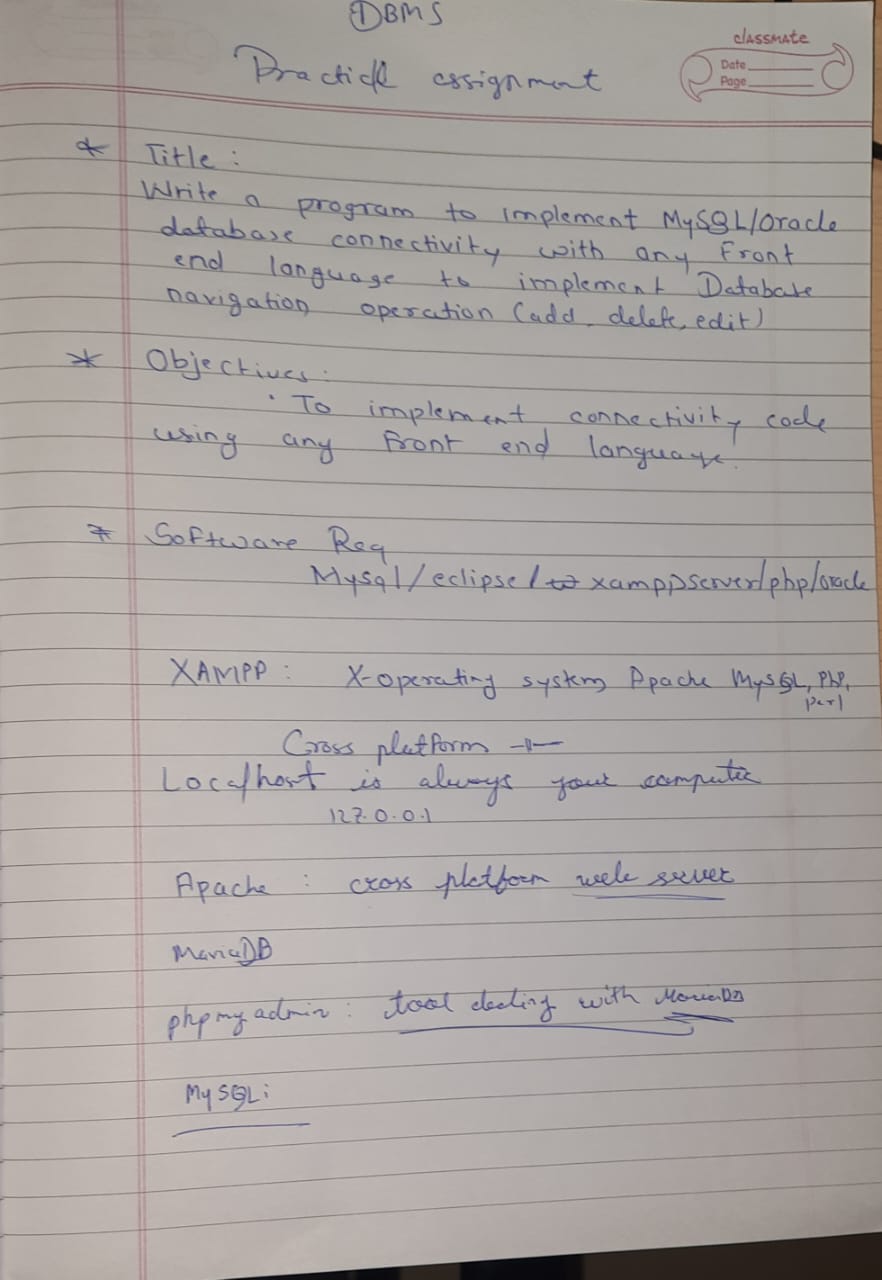 DBMS
Practicle assignment
classmate
Date
Page
* Title :
Write a program to implement MySQL/Oracle
database connectivity with any Front
end language to implement Database
navigation operation (add, delete, edit)
* Objectives :
· To implement connectivity code
using any Front end language.
* Software Req
Mysql/eclipse/ xamppserver/php/oracle
XAMPP : X-operating system Apache MySQL, PhP,
perl
Cross platform -||-
Localhost is always your computer
127.0.0.1
Apache : cross platform web server
MariaDB
phpmyadmin : tool dealing with MariaDB
MySQLi